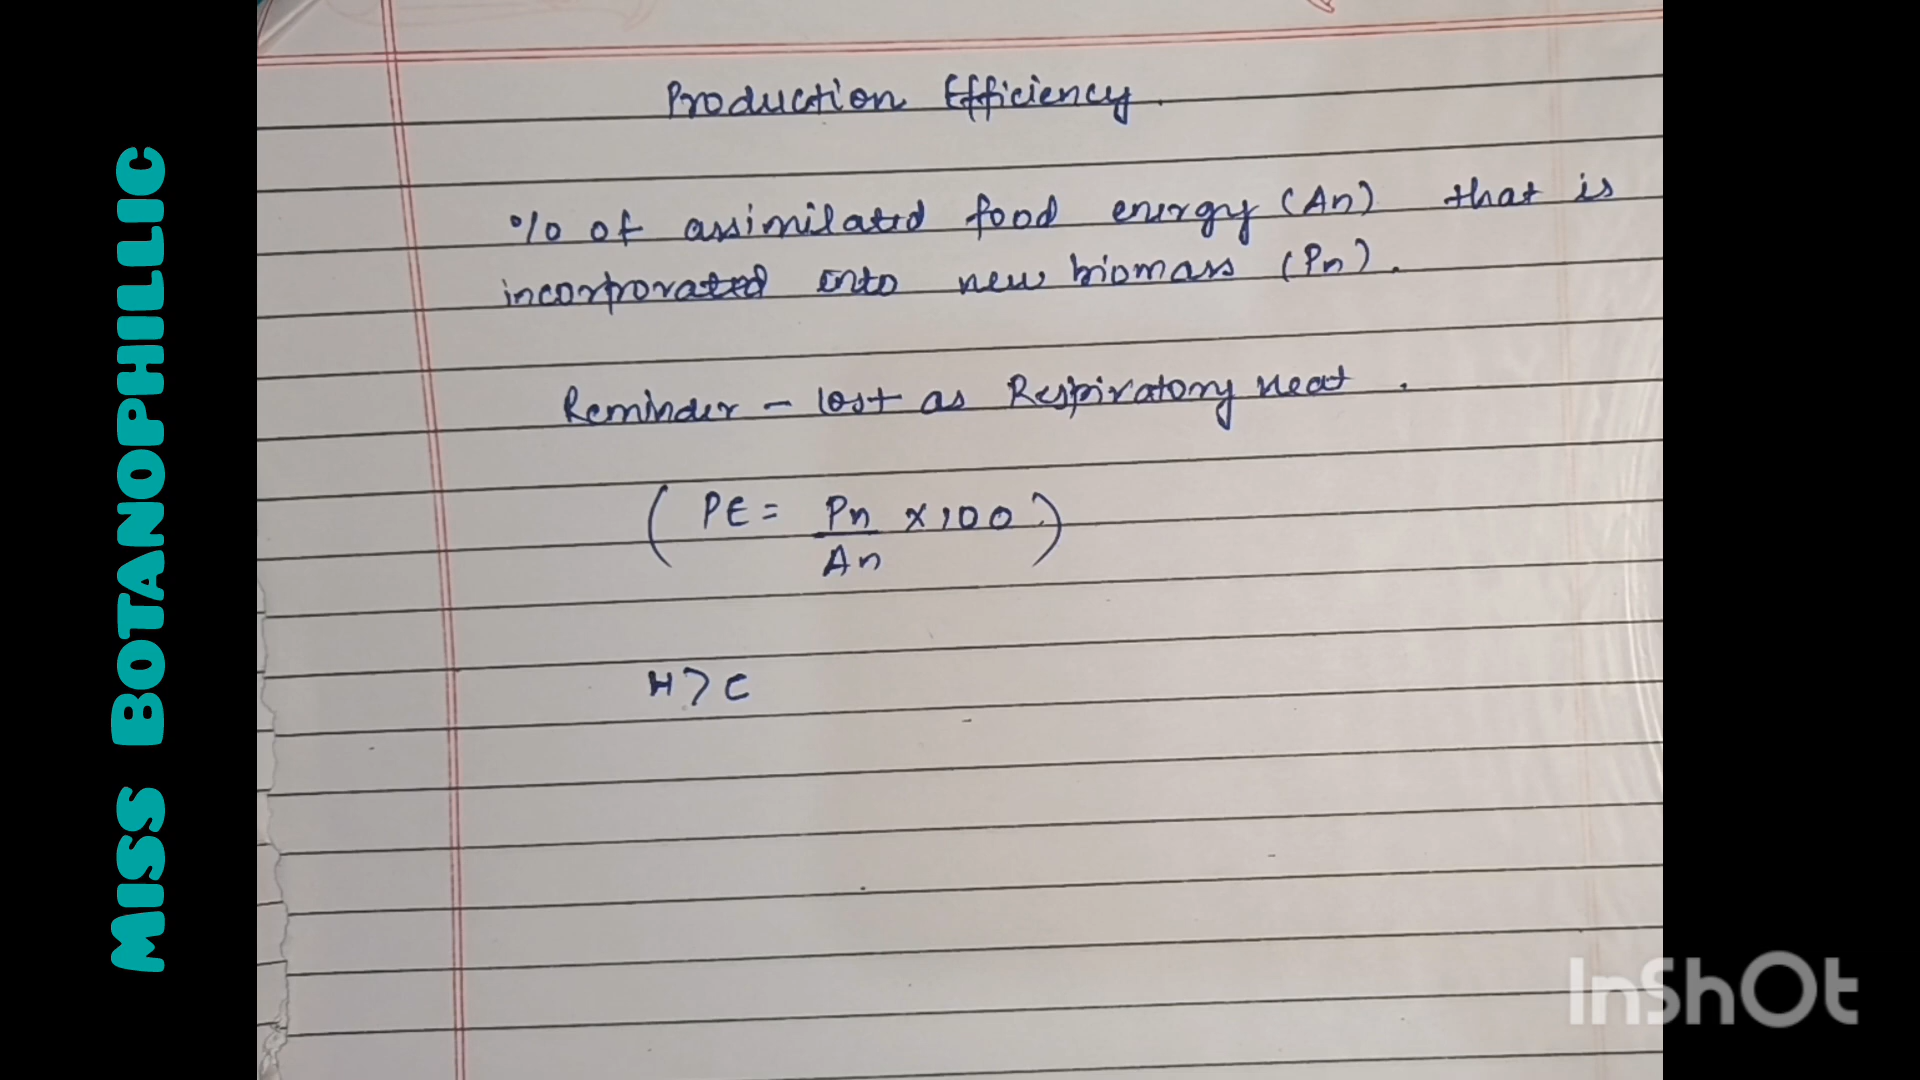 MISS BOTANOPHILLIC
Production Efficiency.
% of assimilated food energy (An) that is
incorporated into new biomass (Pn).
Reminder - lost as Respiratory heat.
( PE = Pn/An × 100 )
H > C
InShOt